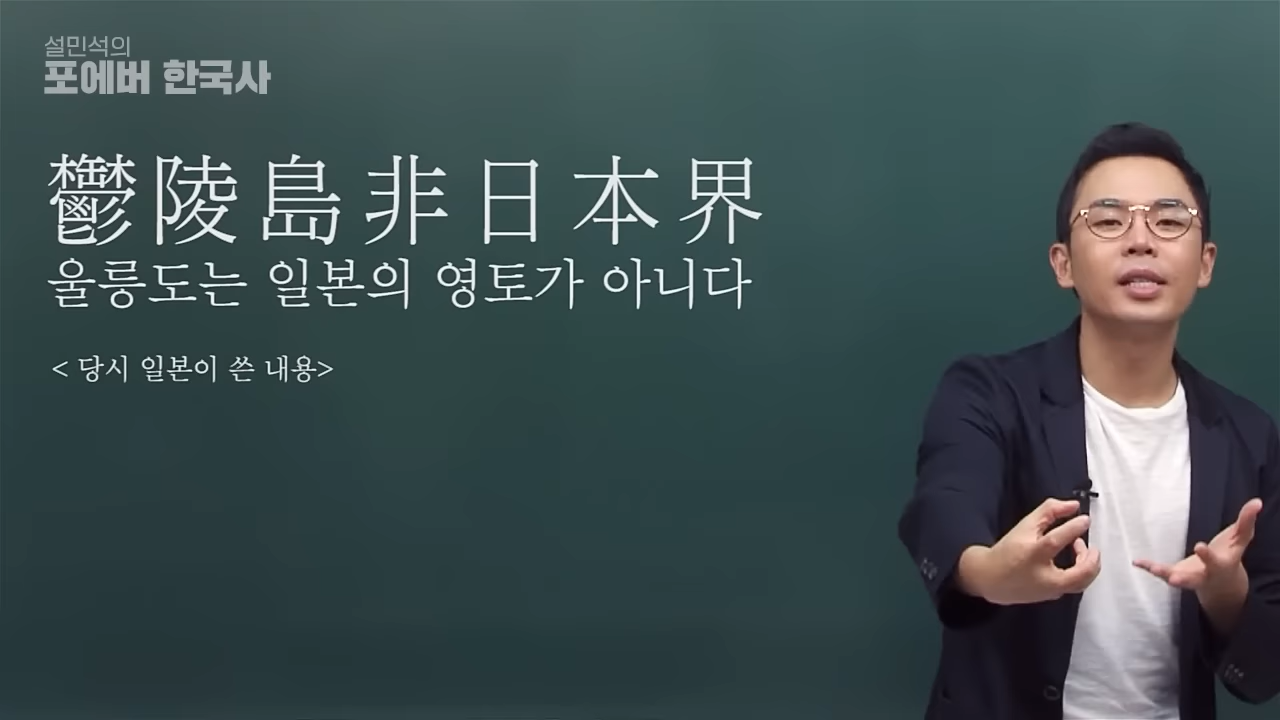 설민석의
포에버 한국사
鬱陵島非日本界
울릉도는 일본의 영토가 아니다
< 당시 일본이 쓴 내용>